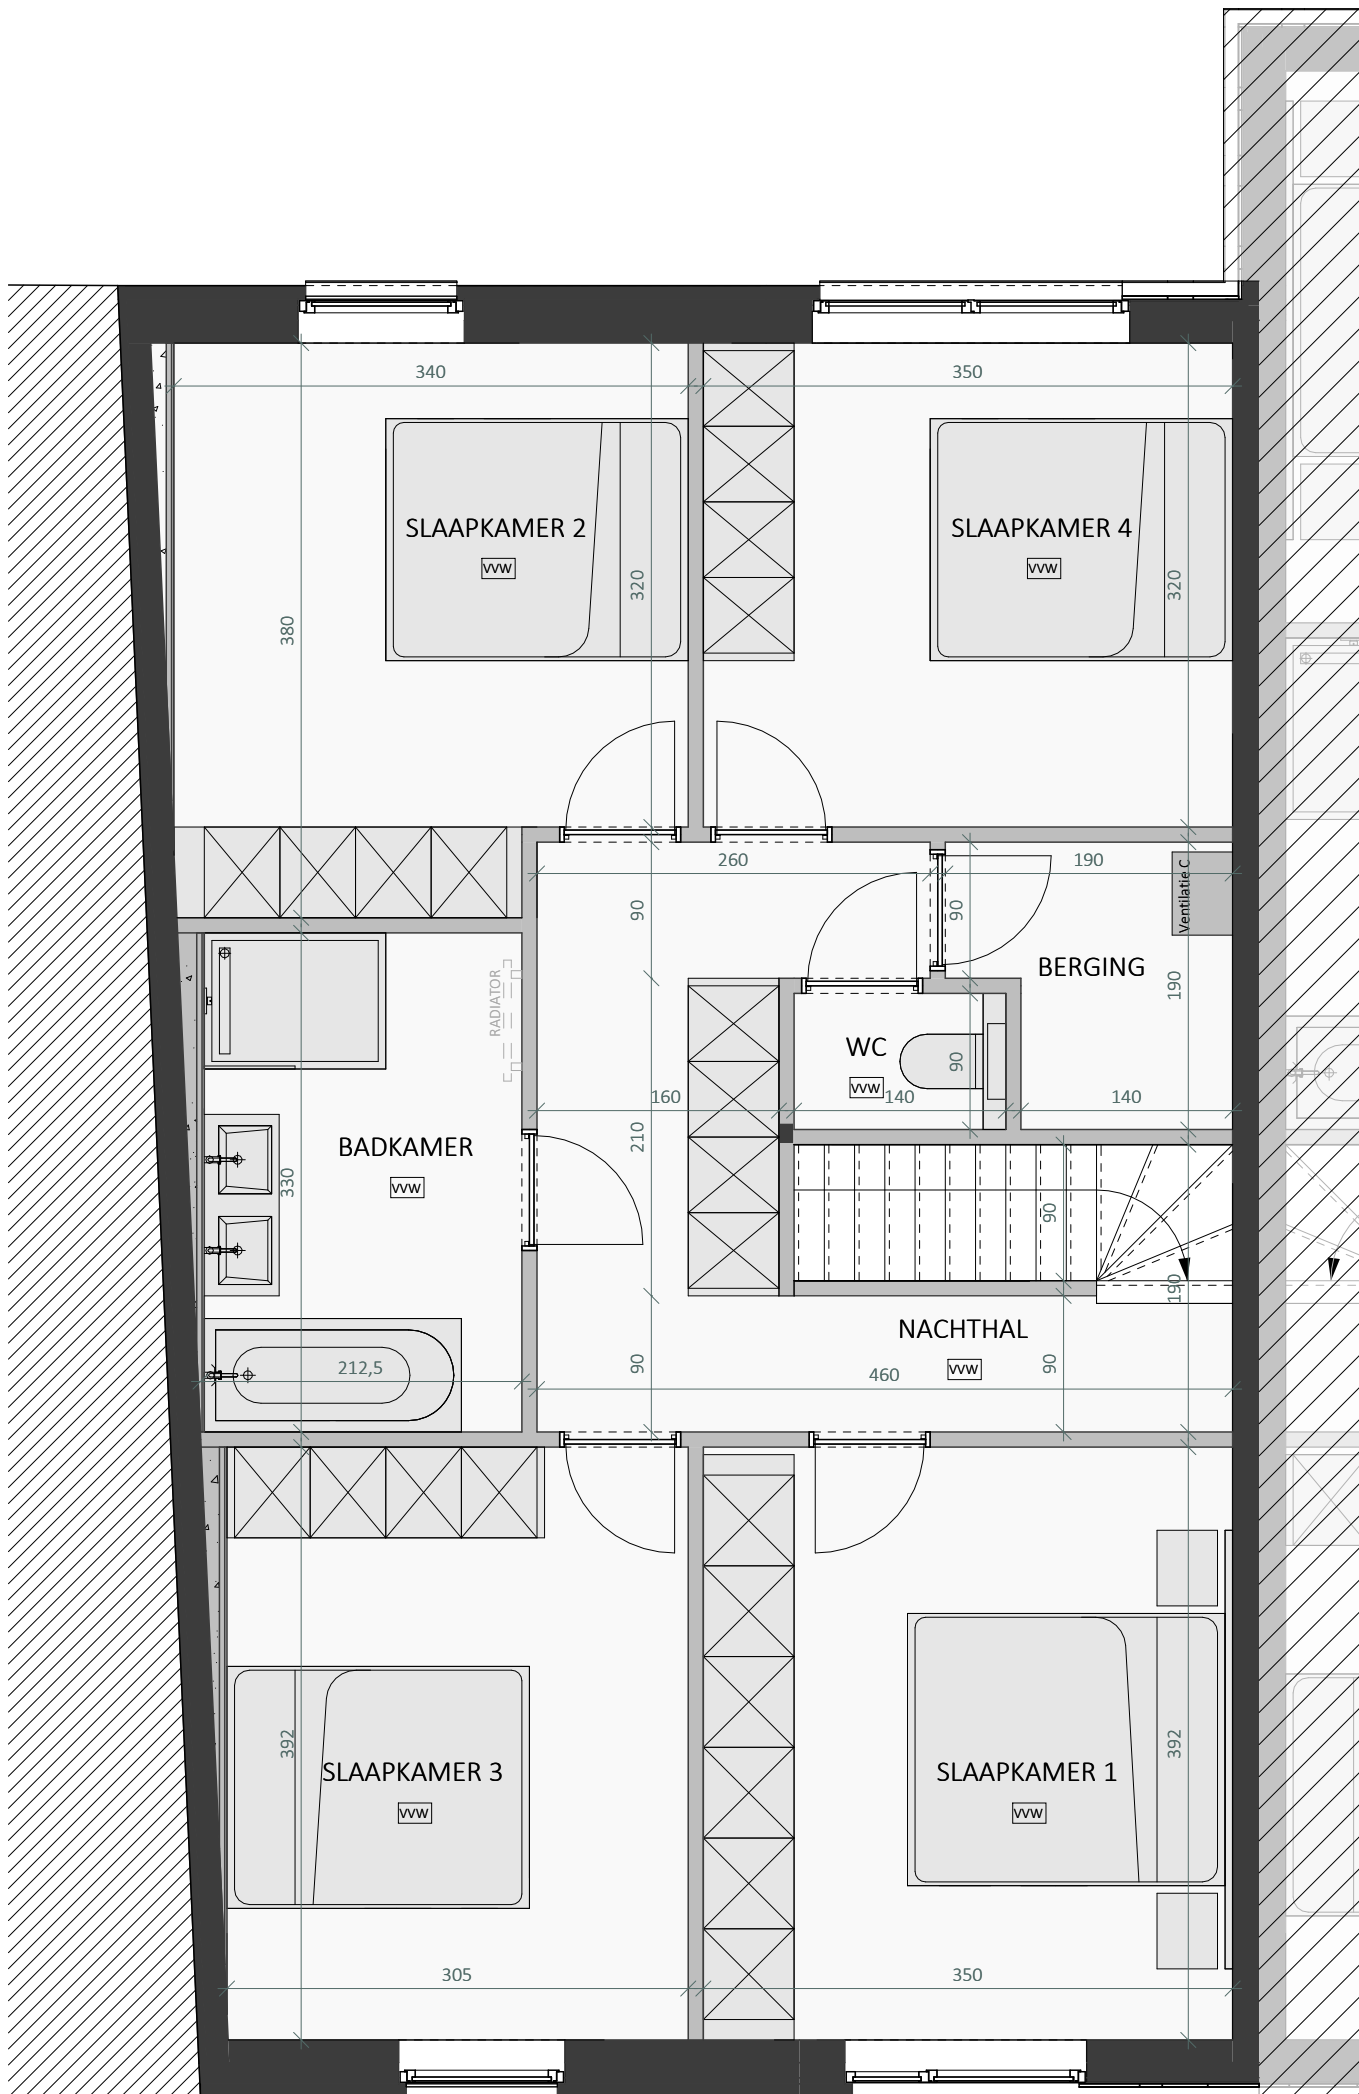 340
350
SLAAPKAMER 2
VVW
SLAAPKAMER 4
VVW
320
320
380
260
190
Ventilatie C
90
90
BERGING
190
RADIATOR
WC
VVW
90
160
140
140
210
BADKAMER
VVW
330
90
190
NACHTHAL
VVW
212,5
90
460
90
392
SLAAPKAMER 3
VVW
392
SLAAPKAMER 1
VVW
305
350